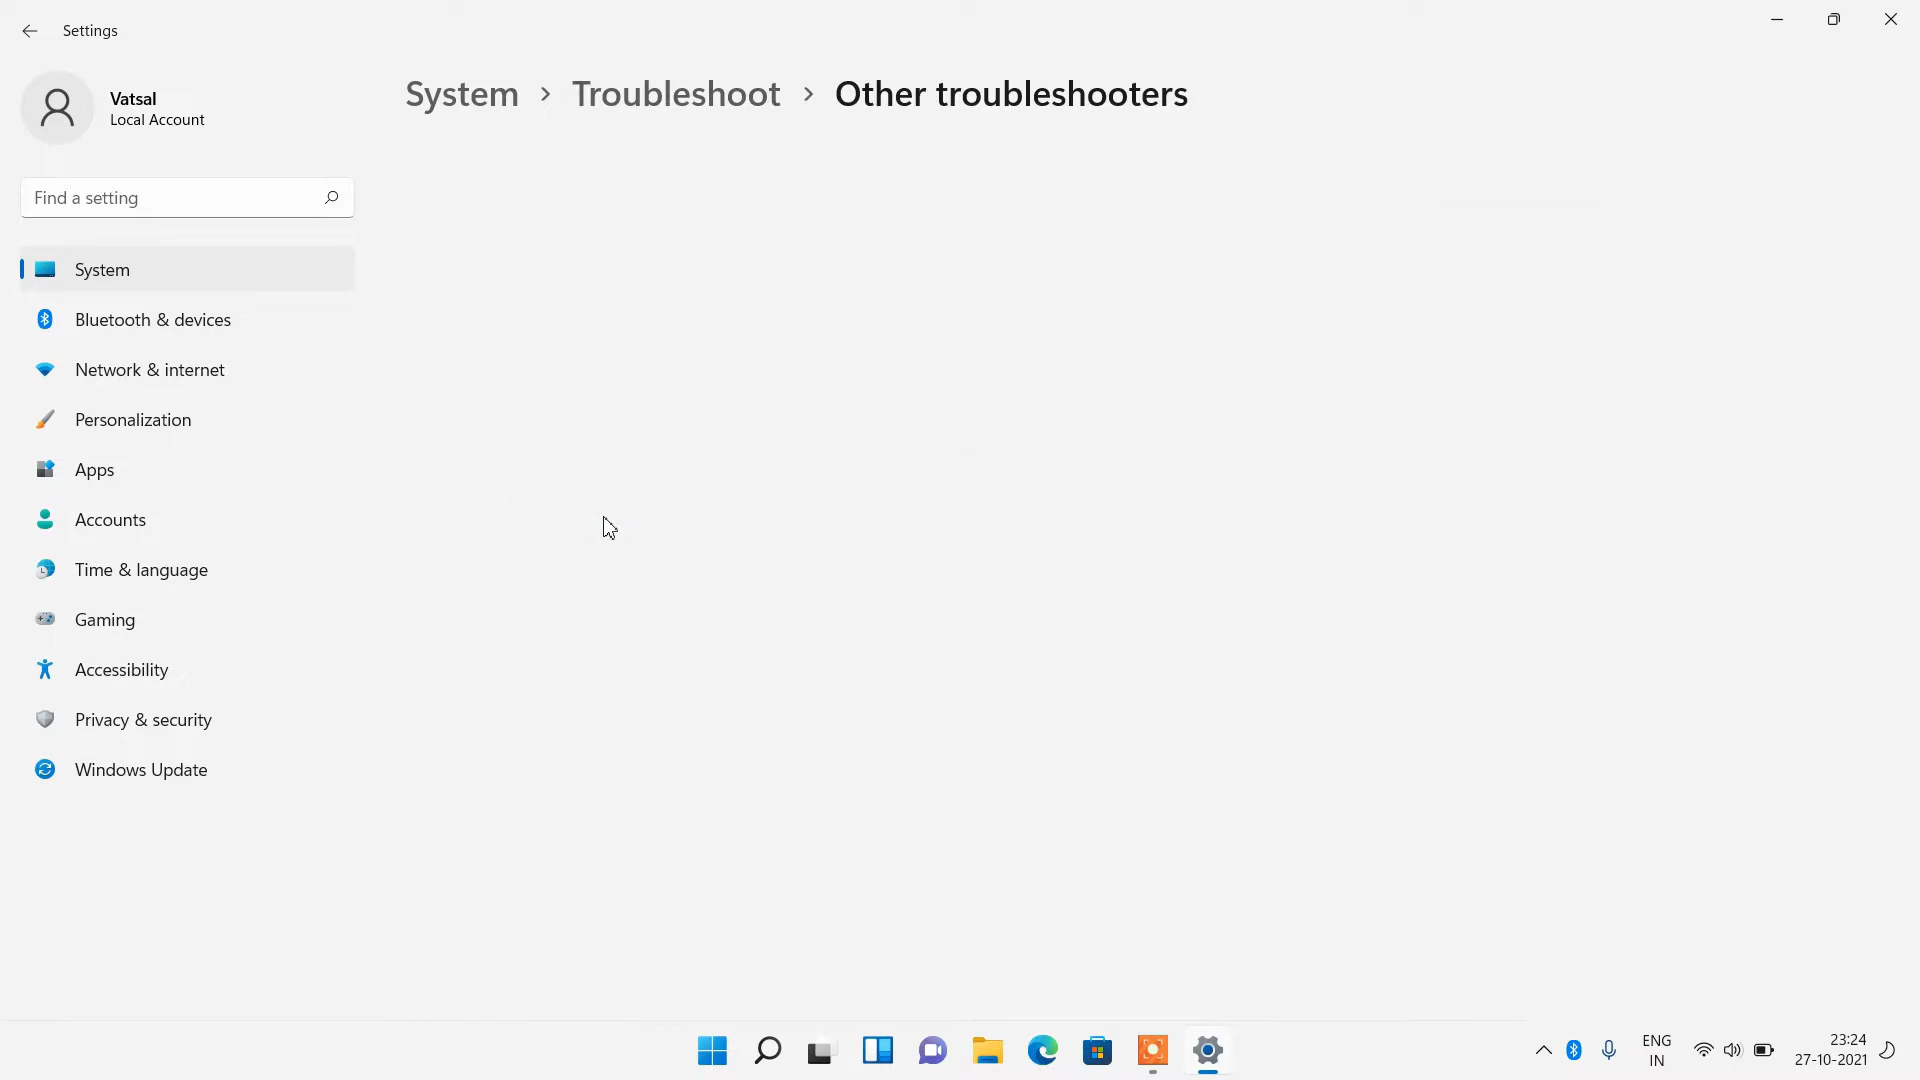 Settings
Vatsal
Local Account
System > Troubleshoot > Other troubleshooters
Find a setting
System
Bluetooth & devices
Network & internet
Personalization
Apps
Accounts
Time & language
Gaming
Accessibility
Privacy & security
Windows Update
ENG
IN
23:24
27-10-2021